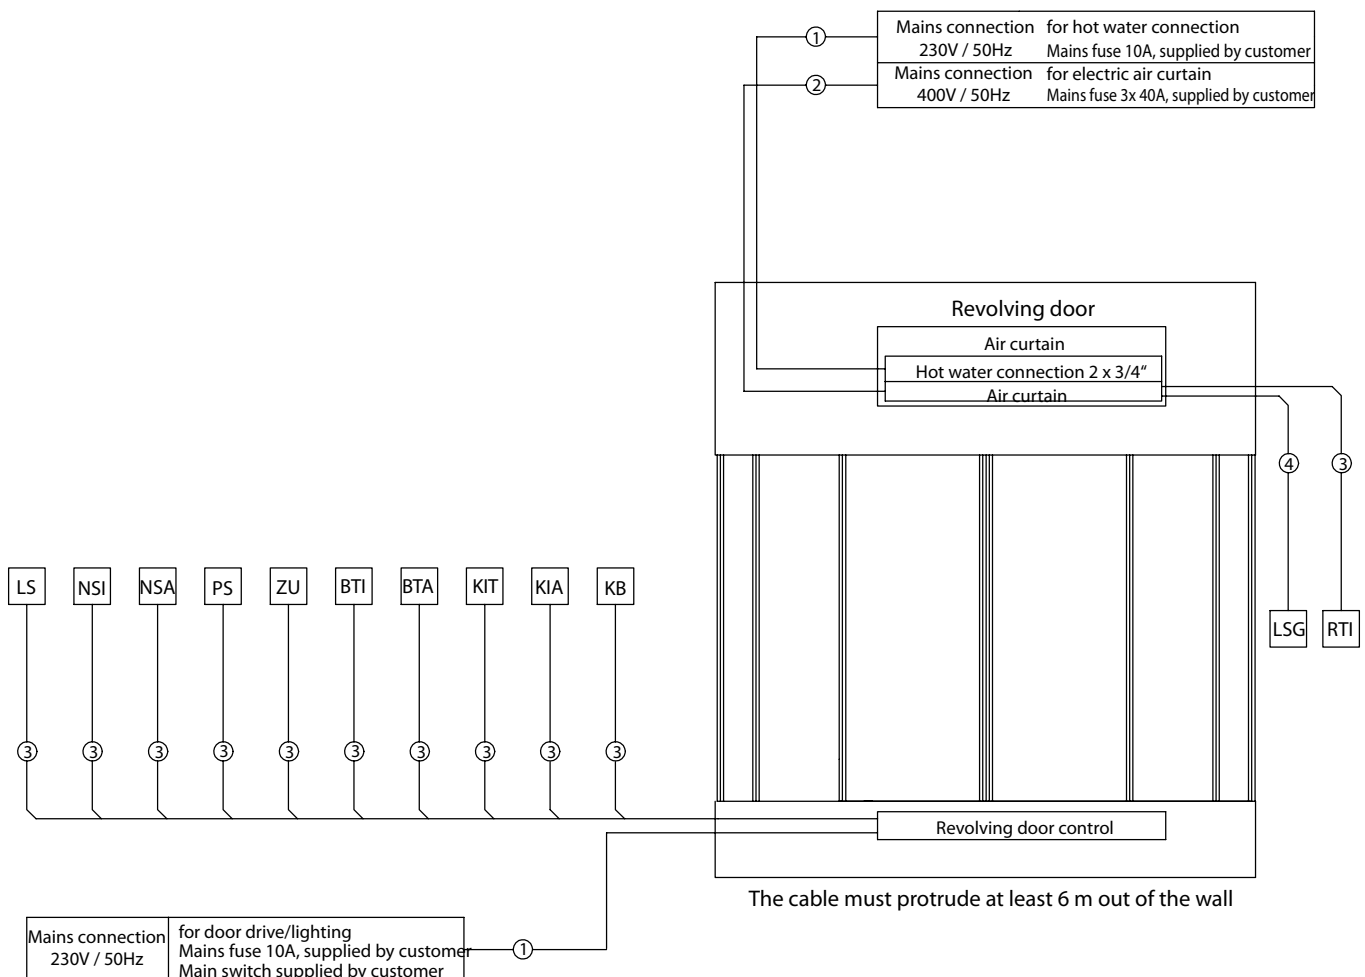 ① Mains connection for hot water connection
230V / 50Hz Mains fuse 10A, supplied by customer
② Mains connection for electric air curtain
400V / 50Hz Mains fuse 3x 40A, supplied by customer
Revolving door
Air curtain
Hot water connection 2 x 3/4“
Air curtain
④ ③
LS NSI NSA PS ZU BTI BTA KIT KIA KB
LSG RTI
③ ③ ③ ③ ③ ③ ③ ③ ③ ③
Revolving door control
The cable must protrude at least 6 m out of the wall
Mains connection for door drive/lighting
230V / 50Hz Mains fuse 10A, supplied by customer ①
Main switch supplied by customer